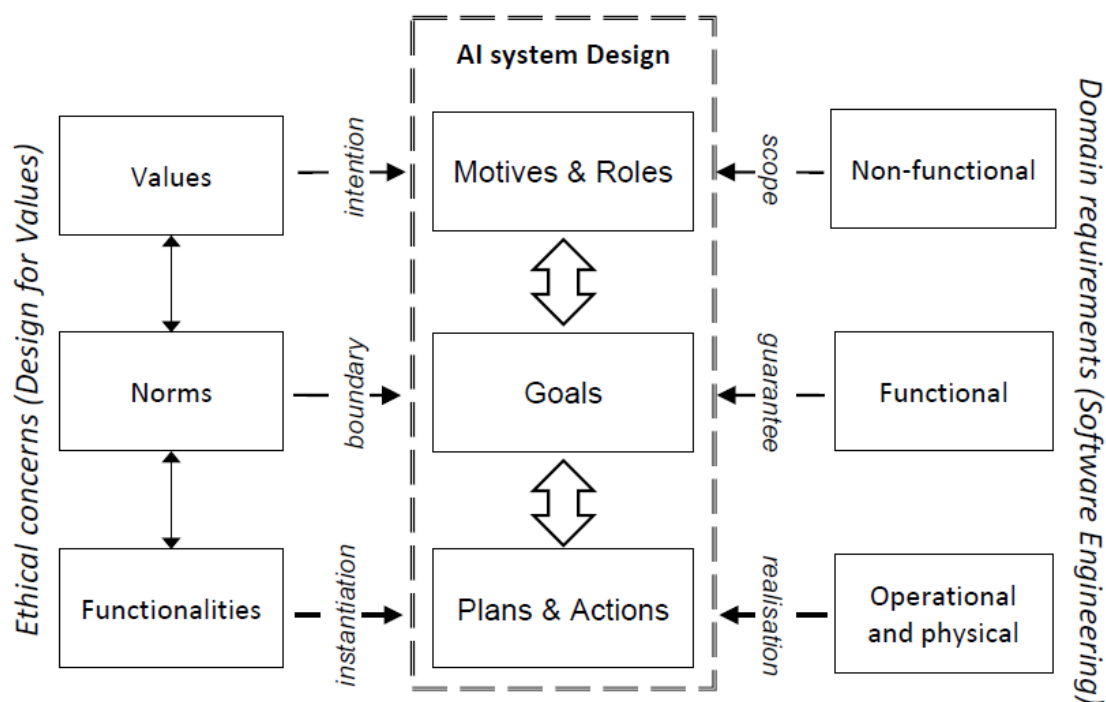 AI system Design
Ethical concerns (Design for Values)
Values
intention
Motives & Roles
scope
Non-functional
Domain requirements (Software Engineering)
Norms
boundary
Goals
guarantee
Functional
Functionalities
instantiation
Plans & Actions
realisation
Operational
and physical